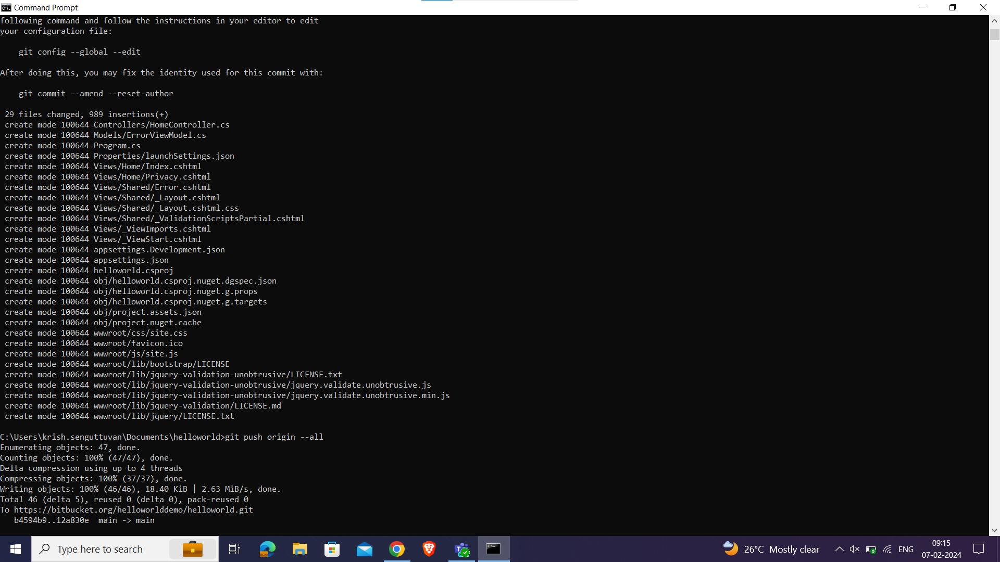 Command Prompt
following command and follow the instructions in your editor to edit
your configuration file:
git config --global --edit
After doing this, you may fix the identity used for this commit with:
git commit --amend --reset-author
29 files changed, 989 insertions(+)
create mode 100644 Controllers/HomeController.cs
create mode 100644 Models/ErrorViewModel.cs
create mode 100644 Program.cs
create mode 100644 Properties/launchSettings.json
create mode 100644 Views/Home/Index.cshtml
create mode 100644 Views/Home/Privacy.cshtml
create mode 100644 Views/Shared/Error.cshtml
create mode 100644 Views/Shared/_Layout.cshtml
create mode 100644 Views/Shared/_Layout.cshtml.css
create mode 100644 Views/Shared/_ValidationScriptsPartial.cshtml
create mode 100644 Views/_ViewImports.cshtml
create mode 100644 Views/_ViewStart.cshtml
create mode 100644 appsettings.Development.json
create mode 100644 appsettings.json
create mode 100644 helloworld.csproj
create mode 100644 obj/helloworld.csproj.nuget.dgspec.json
create mode 100644 obj/helloworld.csproj.nuget.g.props
create mode 100644 obj/helloworld.csproj.nuget.g.targets
create mode 100644 obj/project.assets.json
create mode 100644 obj/project.nuget.cache
create mode 100644 wwwroot/css/site.css
create mode 100644 wwwroot/favicon.ico
create mode 100644 wwwroot/js/site.js
create mode 100644 wwwroot/lib/bootstrap/LICENSE
create mode 100644 wwwroot/lib/jquery-validation-unobtrusive/LICENSE.txt
create mode 100644 wwwroot/lib/jquery-validation-unobtrusive/jquery.validate.unobtrusive.js
create mode 100644 wwwroot/lib/jquery-validation-unobtrusive/jquery.validate.unobtrusive.min.js
create mode 100644 wwwroot/lib/jquery-validation/LICENSE.md
create mode 100644 wwwroot/lib/jquery/LICENSE.txt
C:\Users\krish.senguttuvan\Documents\helloworld>git push origin --all
Enumerating objects: 47, done.
Counting objects: 100% (47/47), done.
Delta compression using up to 4 threads
Compressing objects: 100% (37/37), done.
Writing objects: 100% (46/46), 18.40 KiB | 2.63 MiB/s, done.
Total 46 (delta 5), reused 0 (delta 0), pack-reused 0
To https://bitbucket.org/helloworlddemo/helloworld.git
b4594b9..12a830e  main -> main
Type here to search
26°C Mostly clear
ENG
09:15
07-02-2024